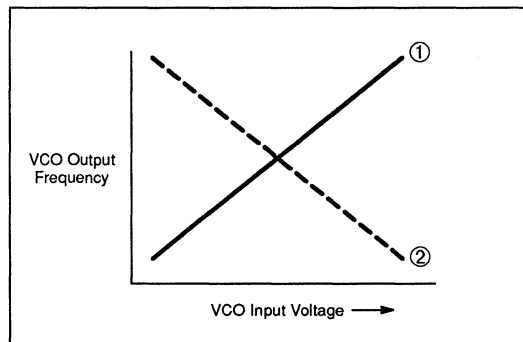 ①
VCO Output
Frequency
②
VCO Input Voltage